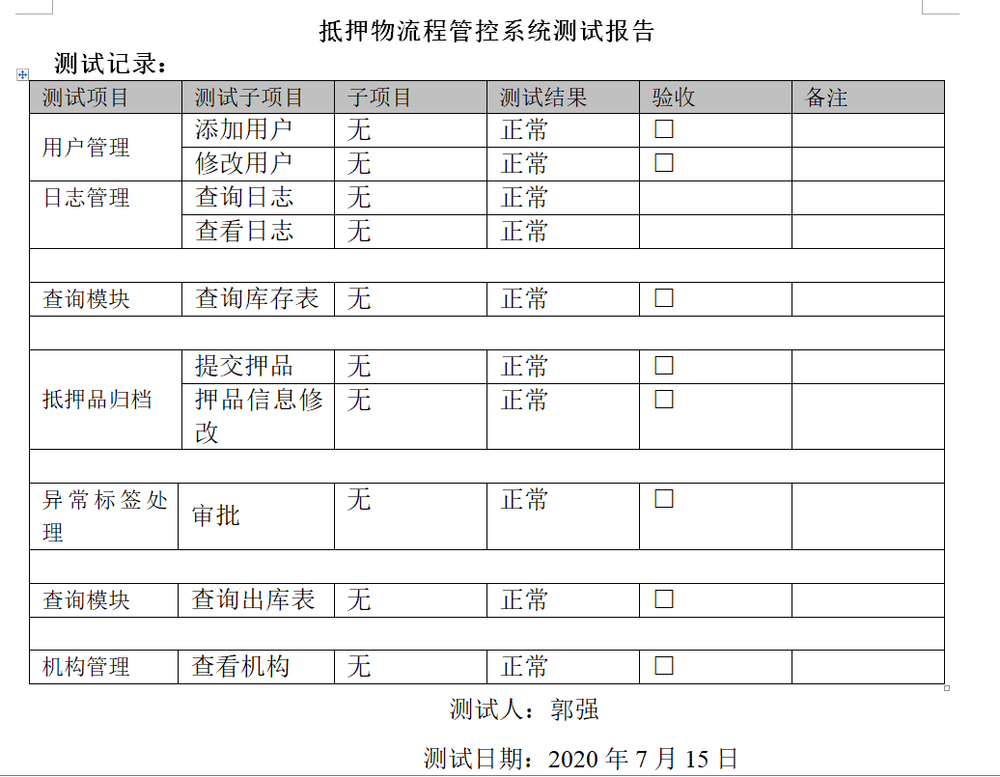 抵押物流程管控系统测试报告
测试记录：
测试项目 测试子项目 子项目 测试结果 验收 备注
用户管理 添加用户 无 正常 □
修改用户 无 正常 □
日志管理 查询日志 无 正常
查看日志 无 正常
查询模块 查询库存表 无 正常 □
抵押品归档 提交押品 无 正常 □
押品信息修 无 正常 □
改
异常标签处 审批 无 正常 □
理
查询模块 查询出库表 无 正常 □
机构管理 查看机构 无 正常 □
测试人：郭强
测试日期：2020 年 7 月 15 日